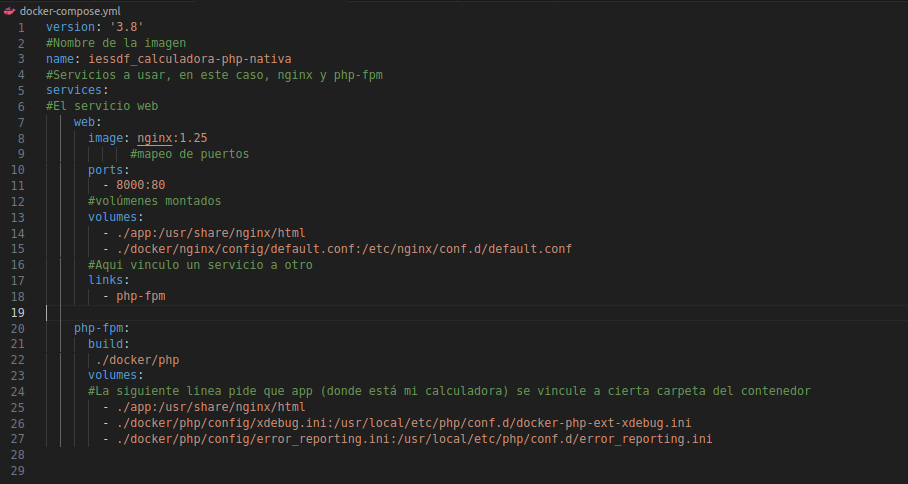 docker-compose.yml
1 version: '3.8'
2 #Nombre de la imagen
3 name: iessdf_calculadora-php-nativa
4 #Servicios a usar, en este caso, nginx y php-fpm
5 services:
6 #El servicio web
7 web:
8 image: nginx:1.25
9 #mapeo de puertos
10 ports:
11 - 8000:80
12 #volúmenes montados
13 volumes:
14 - ./app:/usr/share/nginx/html
15 - ./docker/nginx/config/default.conf:/etc/nginx/conf.d/default.conf
16 #Aqui vinculo un servicio a otro
17 links:
18 - php-fpm
19
20 php-fpm:
21 build:
22 ./docker/php
23 volumes:
24 #La siguiente linea pide que app (donde está mi calculadora) se vincule a cierta carpeta del contenedor
25 - ./app:/usr/share/nginx/html
26 - ./docker/php/config/xdebug.ini:/usr/local/etc/php/conf.d/docker-php-ext-xdebug.ini
27 - ./docker/php/config/error_reporting.ini:/usr/local/etc/php/conf.d/error_reporting.ini
28
29